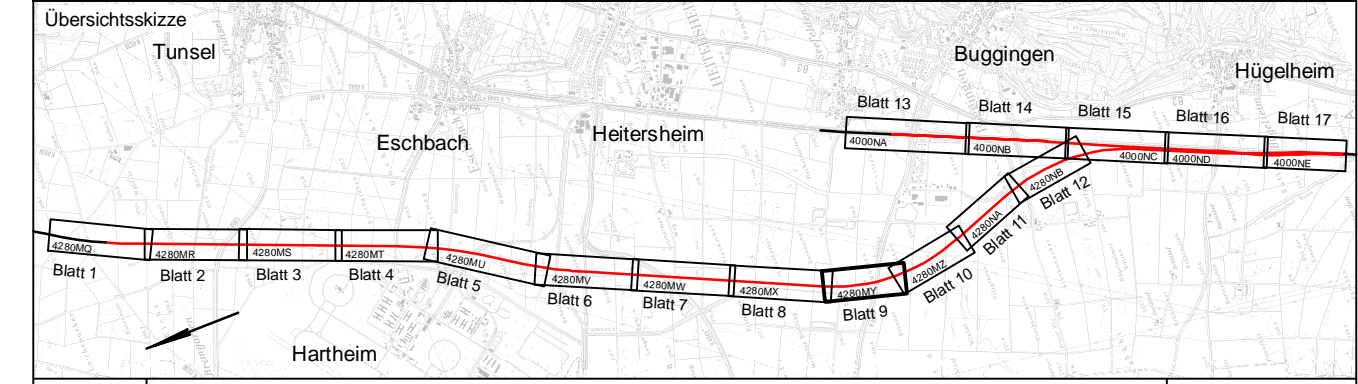 Übersichtsskizze
Tunsel
Buggingen
Hügelheim
Eschbach
Heitersheim
HEITERSHEIM
Blatt 13
Blatt 14
Blatt 15
Blatt 16
Blatt 17
4000NA
4000NB
4000NC
4000ND
4000NE
4280NB
Blatt 12
4280NA
Blatt 11
4280MZ
Blatt 10
4280MQ
4280MR
4280MS
4280MT
4280MU
4280MV
4280MW
4280MX
4280MY
Blatt 1
Blatt 2
Blatt 3
Blatt 4
Blatt 5
Blatt 6
Blatt 7
Blatt 8
Blatt 9
Hartheim